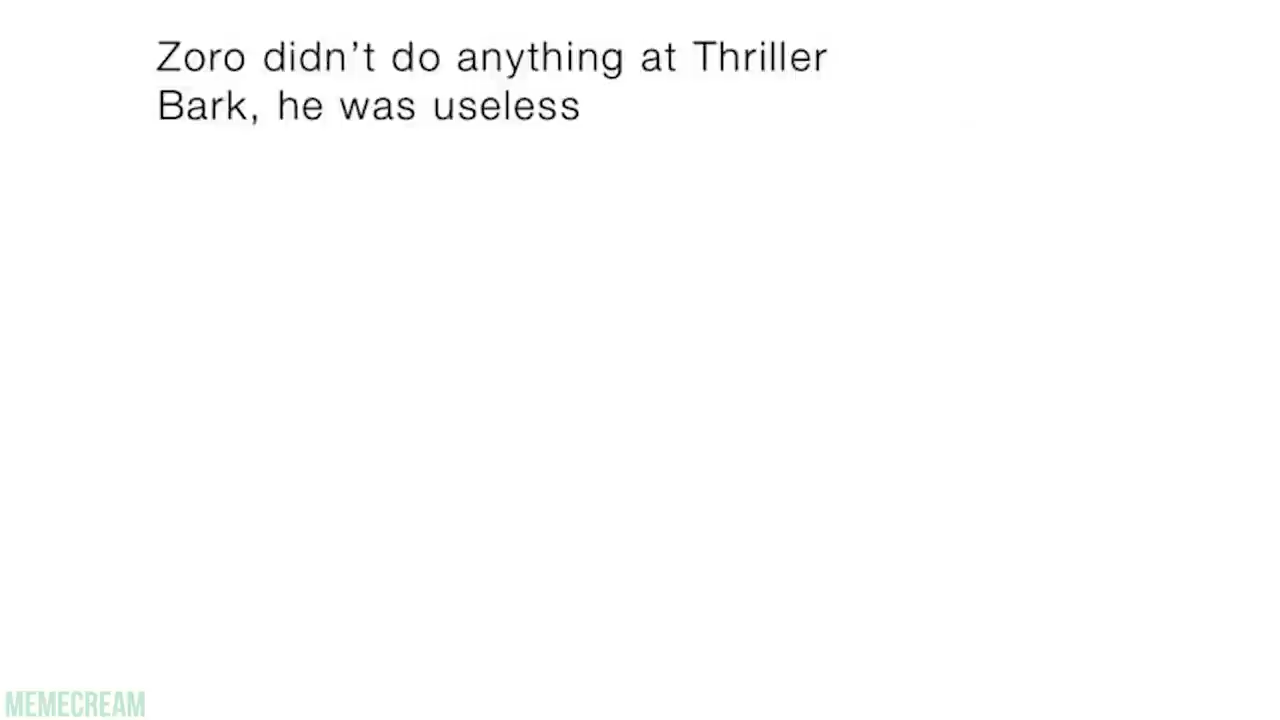 Zoro didn’t do anything at Thriller
Bark, he was useless
MEMECREAM